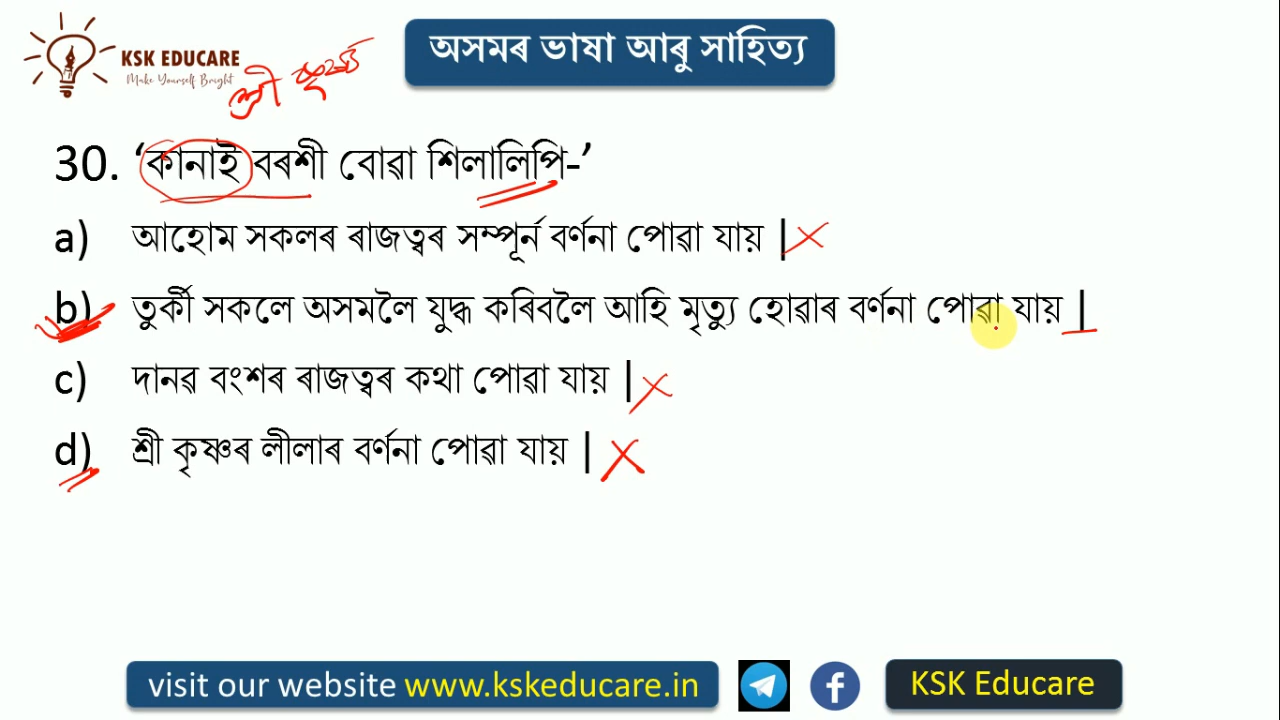 KSK EDUCARE
Make Yourself Bright
অসমৰ ভাষা আৰু সাহিত্য
শ্ৰী কৃষ্ণ
30. ‘কানাই বৰশী বোৱা শিলালিপি-’
a) আহোম সকলৰ ৰাজত্বৰ সম্পূৰ্ন বৰ্ণনা পোৱা যায় |
b) তুৰ্কী সকলে অসমলৈ যুদ্ধ কৰিবলৈ আহি মৃত্যু হোৱাৰ বৰ্ণনা পোৱা যায় |
c) দানৱ বংশৰ ৰাজত্বৰ কথা পোৱা যায় |
d) শ্ৰী কৃষ্ণৰ লীলাৰ বৰ্ণনা পোৱা যায় |
visit our website www.kskeducare.in
KSK Educare